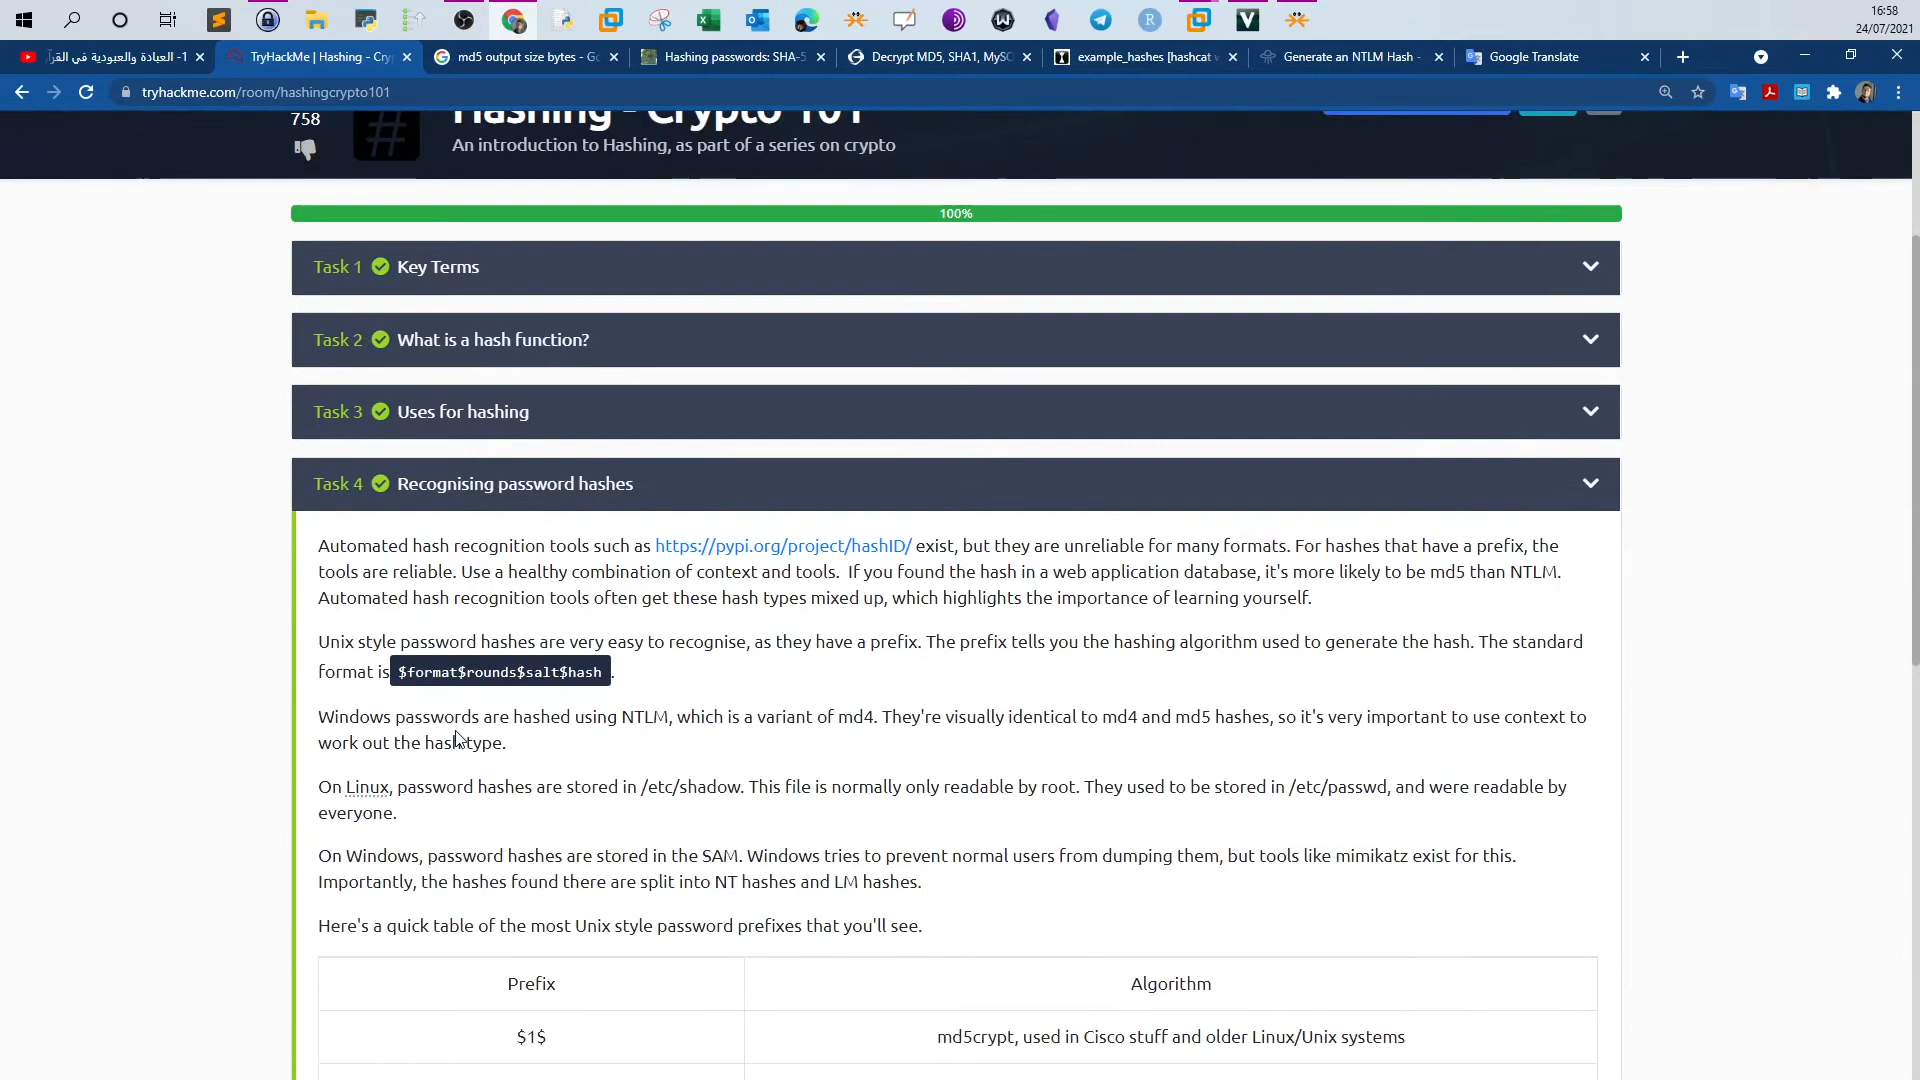 16:58
24/07/2021
1- العبادة والعبودية في القرآ
TryHackMe | Hashing - Cry
md5 output size bytes - Go
Hashing passwords: SHA-5
Decrypt MD5, SHA1, MySQ
example_hashes [hashcat w
Generate an NTLM Hash -
Google Translate
tryhackme.com/room/hashingcrypto101
758
Hashing - Crypto 101
An introduction to Hashing, as part of a series on crypto
100%
Task 1 Key Terms
Task 2 What is a hash function?
Task 3 Uses for hashing
Task 4 Recognising password hashes
Automated hash recognition tools such as https://pypi.org/project/hashID/ exist, but they are unreliable for many formats. For hashes that have a prefix, the
tools are reliable. Use a healthy combination of context and tools. If you found the hash in a web application database, it's more likely to be md5 than NTLM.
Automated hash recognition tools often get these hash types mixed up, which highlights the importance of learning yourself.
Unix style password hashes are very easy to recognise, as they have a prefix. The prefix tells you the hashing algorithm used to generate the hash. The standard
format is $format$rounds$salt$hash.
Windows passwords are hashed using NTLM, which is a variant of md4. They're visually identical to md4 and md5 hashes, so it's very important to use context to
work out the hash type.
On Linux, password hashes are stored in /etc/shadow. This file is normally only readable by root. They used to be stored in /etc/passwd, and were readable by
everyone.
On Windows, password hashes are stored in the SAM. Windows tries to prevent normal users from dumping them, but tools like mimikatz exist for this.
Importantly, the hashes found there are split into NT hashes and LM hashes.
Here's a quick table of the most Unix style password prefixes that you'll see.
Prefix Algorithm
$1$ md5crypt, used in Cisco stuff and older Linux/Unix systems